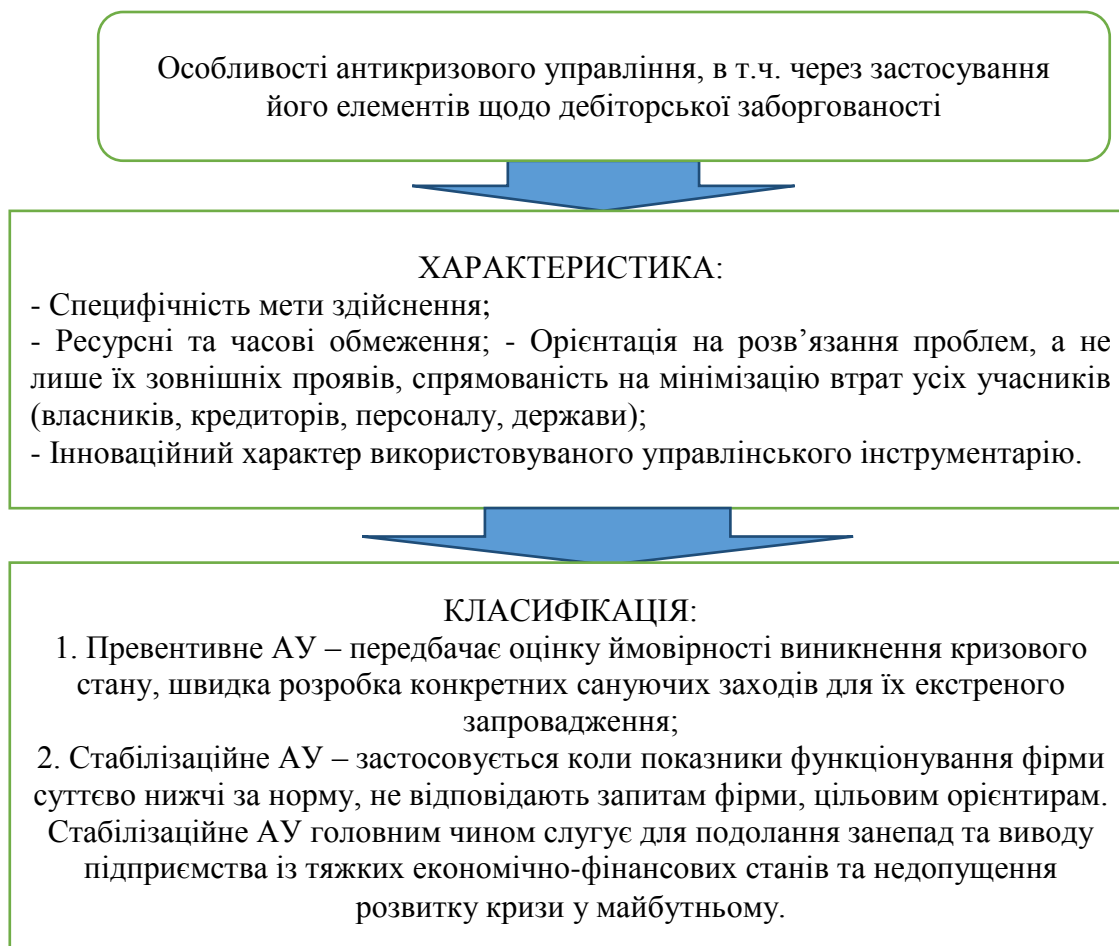 Особливості антикризового управління, в т.ч. через застосування
його елементів щодо дебіторської заборгованості
ХАРАКТЕРИСТИКА:
- Специфічність мети здійснення;
- Ресурсні та часові обмеження; - Орієнтація на розв’язання проблем, а не
лише їх зовнішніх проявів, спрямованість на мінімізацію втрат усіх учасників
(власників, кредиторів, персоналу, держави);
- Інноваційний характер використовуваного управлінського інструментарію.
КЛАСИФІКАЦІЯ:
1. Превентивне АУ – передбачає оцінку ймовірності виникнення кризового
стану, швидка розробка конкретних сануючих заходів для їх екстреного
запровадження;
2. Стабілізаційне АУ – застосовується коли показники функціонування фірми
суттєво нижчі за норму, не відповідають запитам фірми, цільовим орієнтирам.
Стабілізаційне АУ головним чином слугує для подолання занепад та виводу
підприємства із тяжких економічно-фінансових станів та недопущення
розвитку кризи у майбутньому.